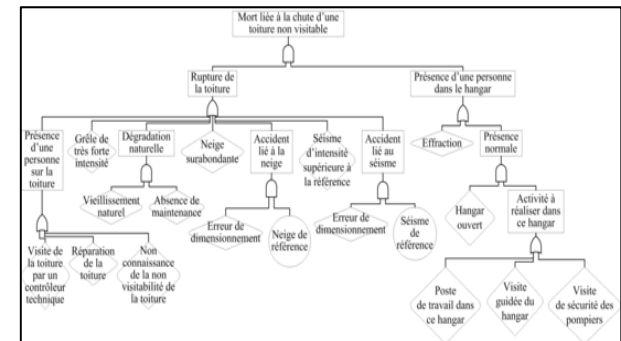 Mort liée à la chute d'une
toiture non visitable
Rupture de
la toiture
Présence d'une personne
dans le hangar
Présence
d'une
personne
sur la
toiture
Grêle de
très forte
intensité
Dégradation
naturelle
Neige
surabondante
Accident
lié à la
neige
Séisme
d'intensité
supérieure à
la référence
Accident
lié au
séisme
Effraction
Présence
normale
Vieillissement
naturel
Absence de
maintenance
Erreur de
dimensionnement
Neige de
référence
Erreur de
dimensionnement
Séisme
de
référence
Hangar
ouvert
Activité à
réaliser dans
ce hangar
Visite de
la toiture
par un
contrôleur
technique
Réparation
de la
toiture
Non
connaissance
de la non
visitabilité de
la toiture
Poste
de travail dans
ce hangar
Visite
guidée du
hangar
Visite
de sécurité des
pompiers